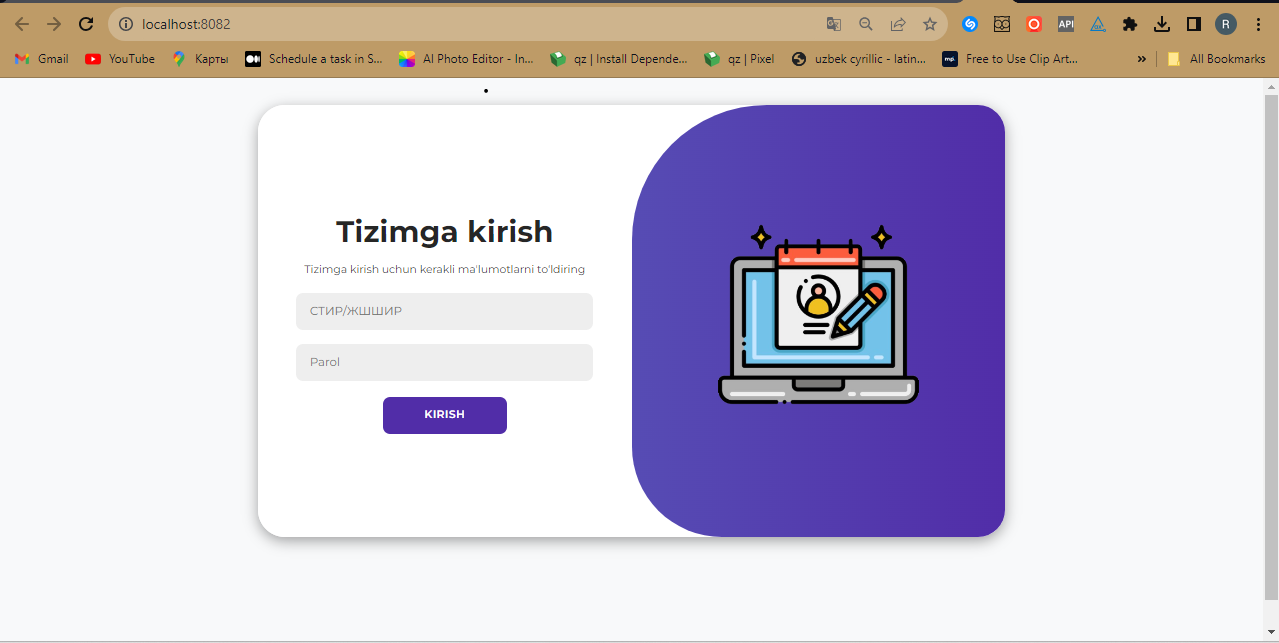 localhost:8082
API
R
Gmail
YouTube
Карты
Schedule a task in S...
AI Photo Editor - In...
qz | Install Depende...
qz | Pixel
uzbek cyrillic - latin...
mp.
Free to Use Clip Art...
»
All Bookmarks
Tizimga kirish
Tizimga kirish uchun kerakli ma'lumotlarni to'ldiring
СТИР/ЖШШИР
Parol
KIRISH